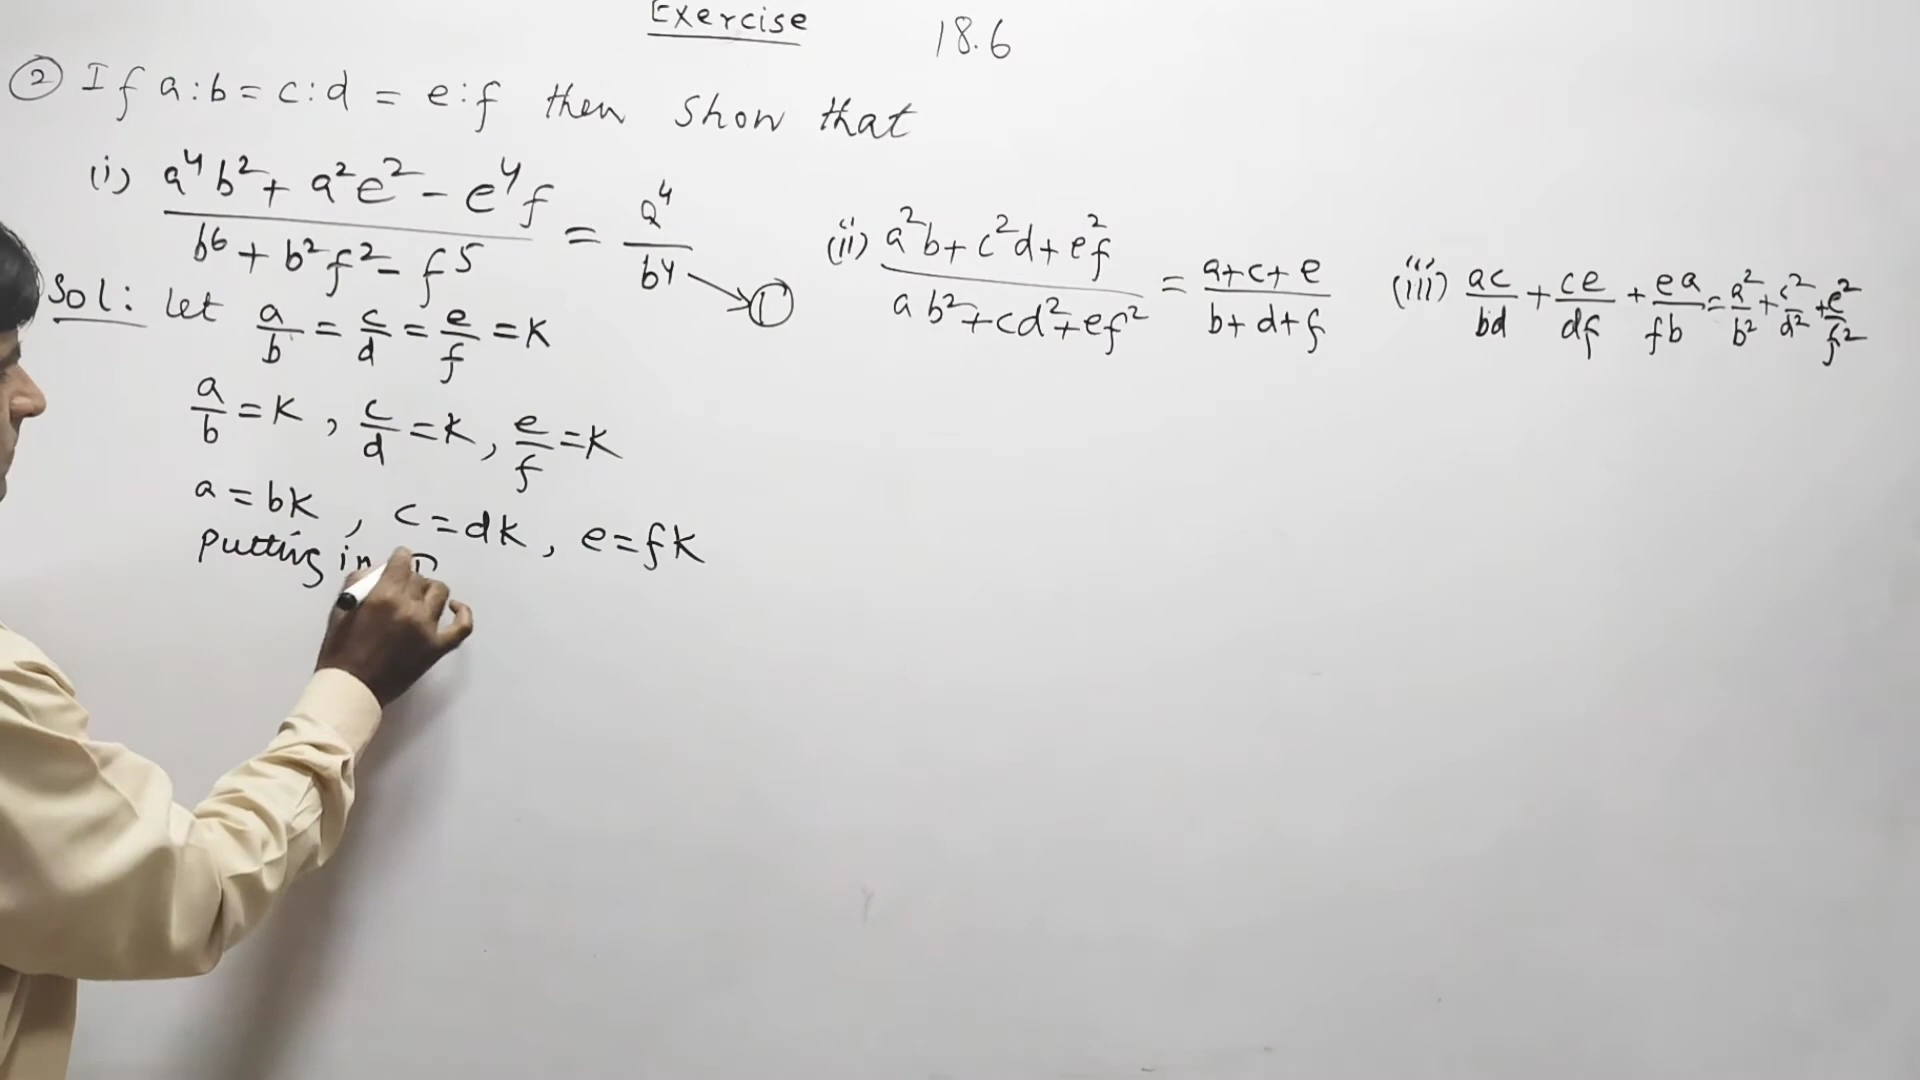 Exercise 18.6
② If a:b = c:d = e:f then show that
(i) (a⁴b² + a²e² - e⁴f)/(b⁶ + b²f² - f⁵) = a⁴/b⁴ → ①
(ii) (a²b + c²d + e²f)/(ab² + cd² + ef²) = (a+c+e)/(b+d+f)
(iii) ac/bd + ce/df + ea/fb = a²/b² + c²/d² + e²/f²
Sol: let a/b = c/d = e/f = K
a/b = K, c/d = K, e/f = K
a = bK, c = dK, e = fK
Putting in